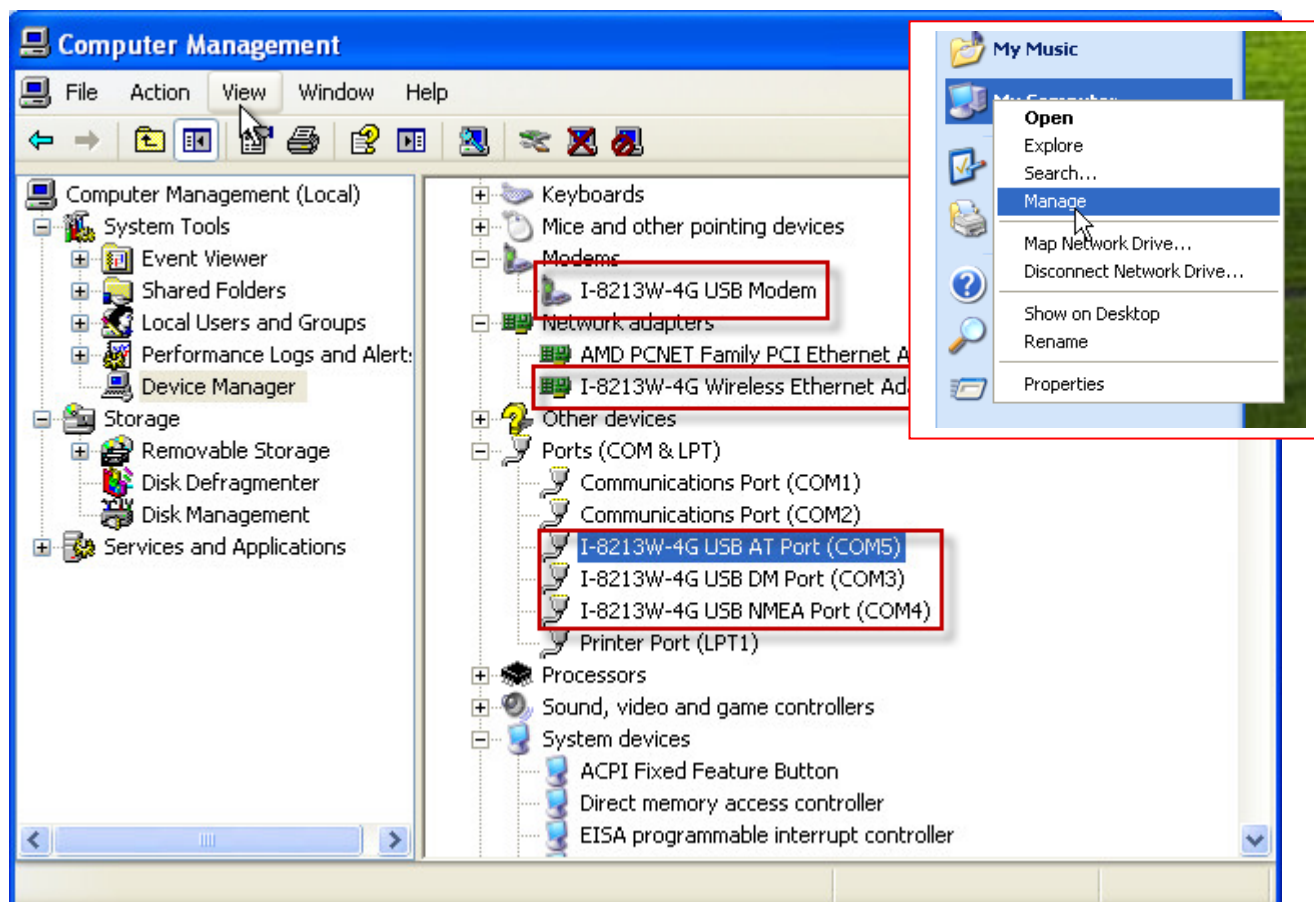 Computer Management
File Action View Window Help
Computer Management (Local)
System Tools
Event Viewer
Shared Folders
Local Users and Groups
Performance Logs and Alert:
Device Manager
Storage
Removable Storage
Disk Defragmenter
Disk Management
Services and Applications
Keyboards
Mice and other pointing devices
Modems
I-8213W-4G USB Modem
Network adapters
AMD PCNET Family PCI Ethernet A
I-8213W-4G Wireless Ethernet Ad
Other devices
Ports (COM & LPT)
Communications Port (COM1)
Communications Port (COM2)
I-8213W-4G USB AT Port (COM5)
I-8213W-4G USB DM Port (COM3)
I-8213W-4G USB NMEA Port (COM4)
Printer Port (LPT1)
Processors
Sound, video and game controllers
System devices
ACPI Fixed Feature Button
Direct memory access controller
EISA programmable interrupt controller
My Music
My Computer
Open
Explore
Search...
Manage
Map Network Drive...
Disconnect Network Drive...
Show on Desktop
Rename
Properties